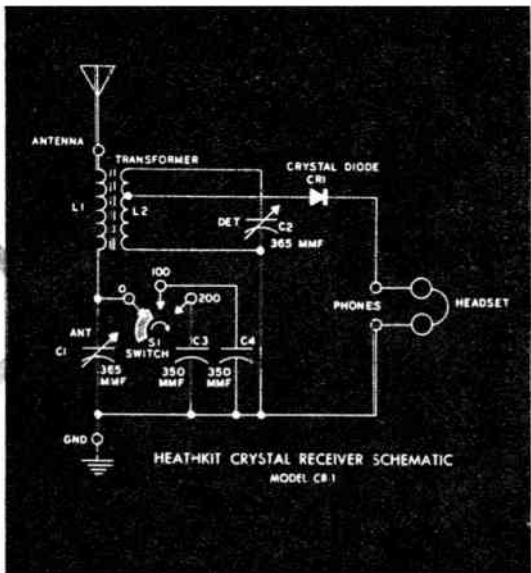 ANTENNA
TRANSFORMER
CRYSTAL DIODE
CR1
L1
L2
DET
C2
365 MMF
100
0
200
PHONES
HEADSET
ANT
C1
S1
SWITCH
C3
C4
365
MMF
350
MMF
350
MMF
GND
HEATHKIT CRYSTAL RECEIVER SCHEMATIC
MODEL CR-1